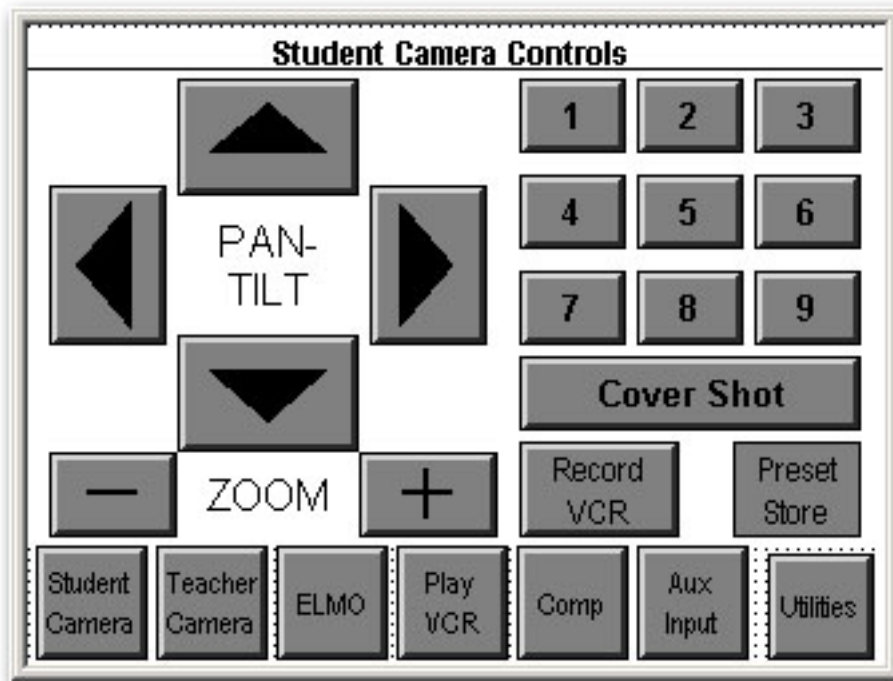 Student Camera Controls
1 2 3
PAN-
TILT
4 5 6
7 8 9
Cover Shot
− ZOOM +
Record
VCR
Preset
Store
Student
Camera
Teacher
Camera
ELMO
Play
VCR
Comp
Aux
Input
Utilities